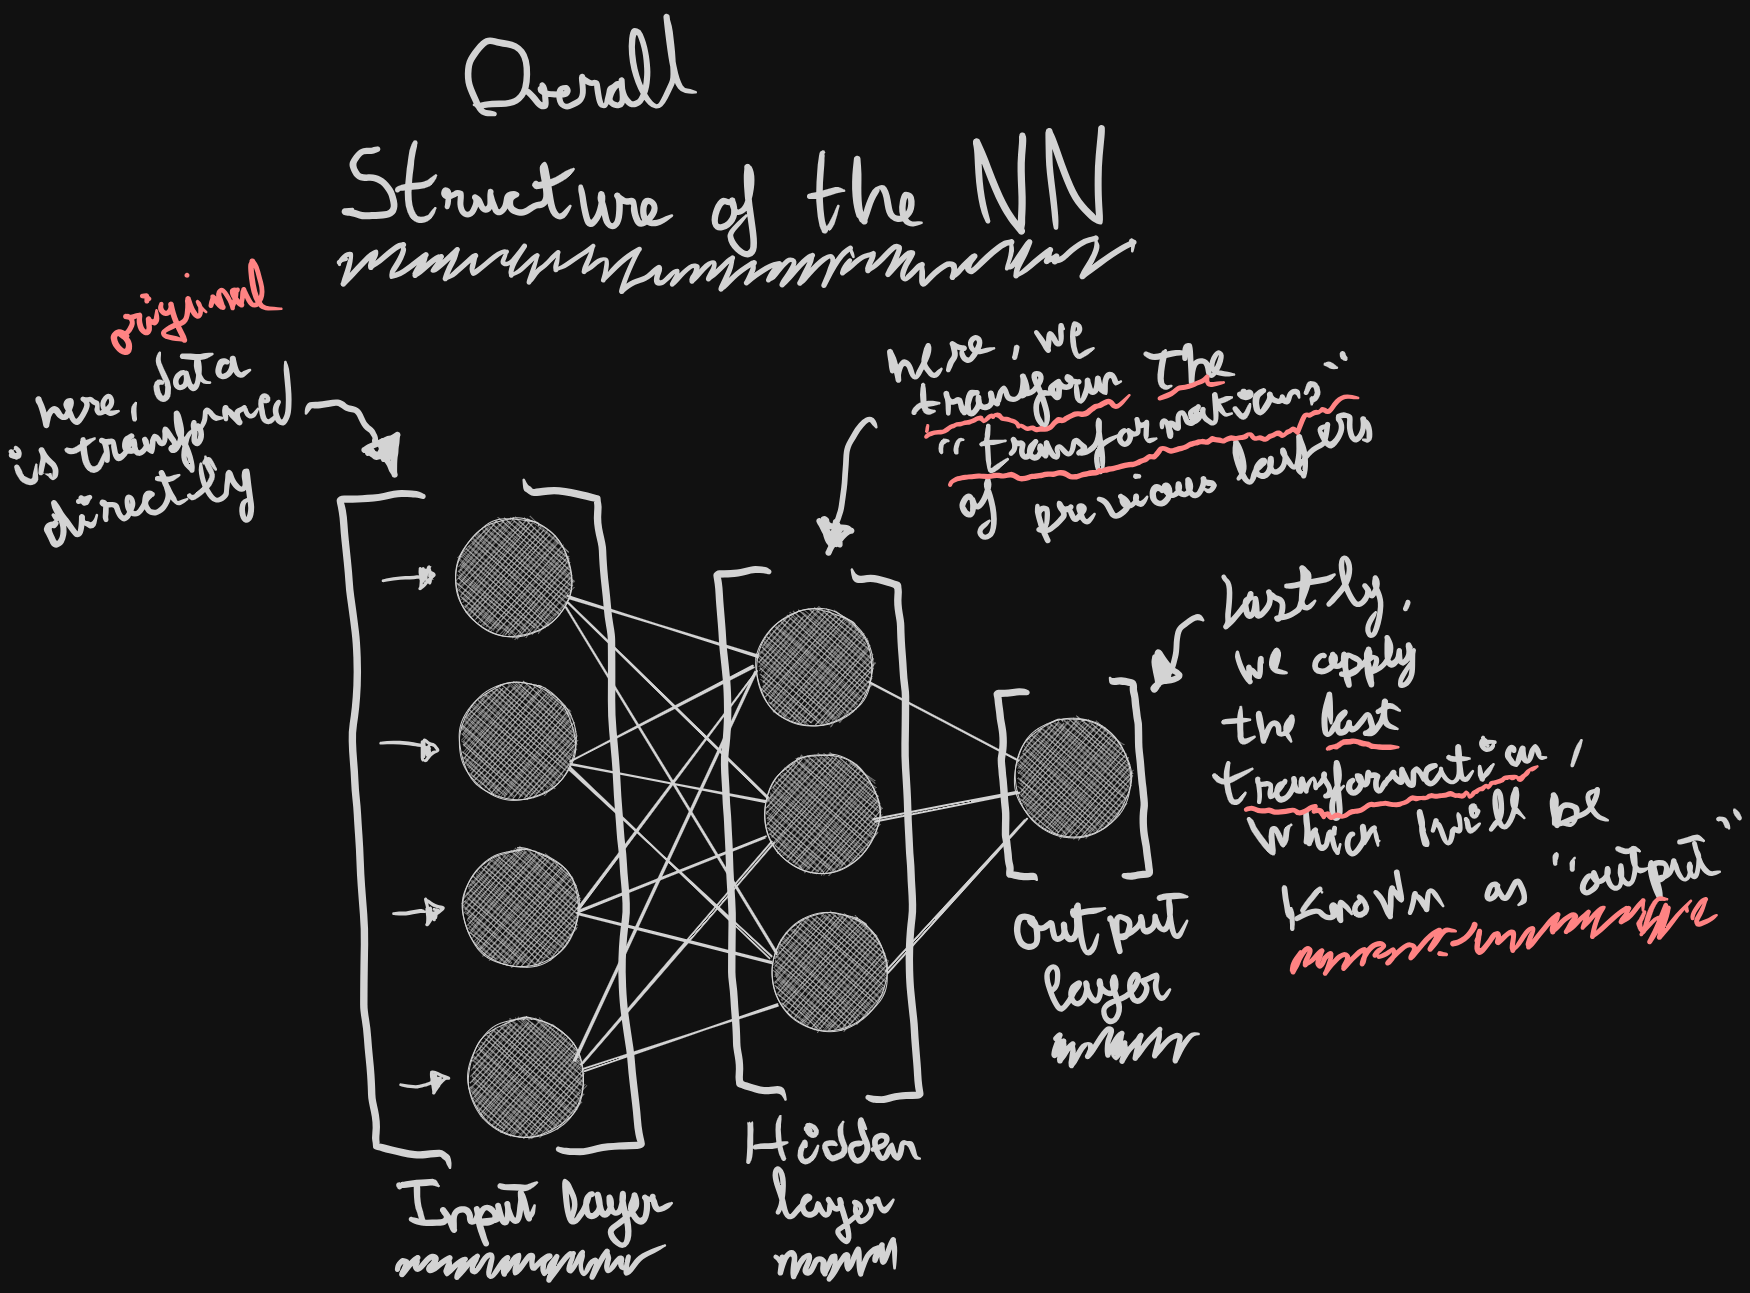 Overall
Structure of the NN
original
here, data
is transformed
directly
here, we
transform the
"transformations"
of previous layers
Lastly,
we apply
the last
transformation,
which will be
known as "output"
Output
layer
Hidden
layer
Input layer